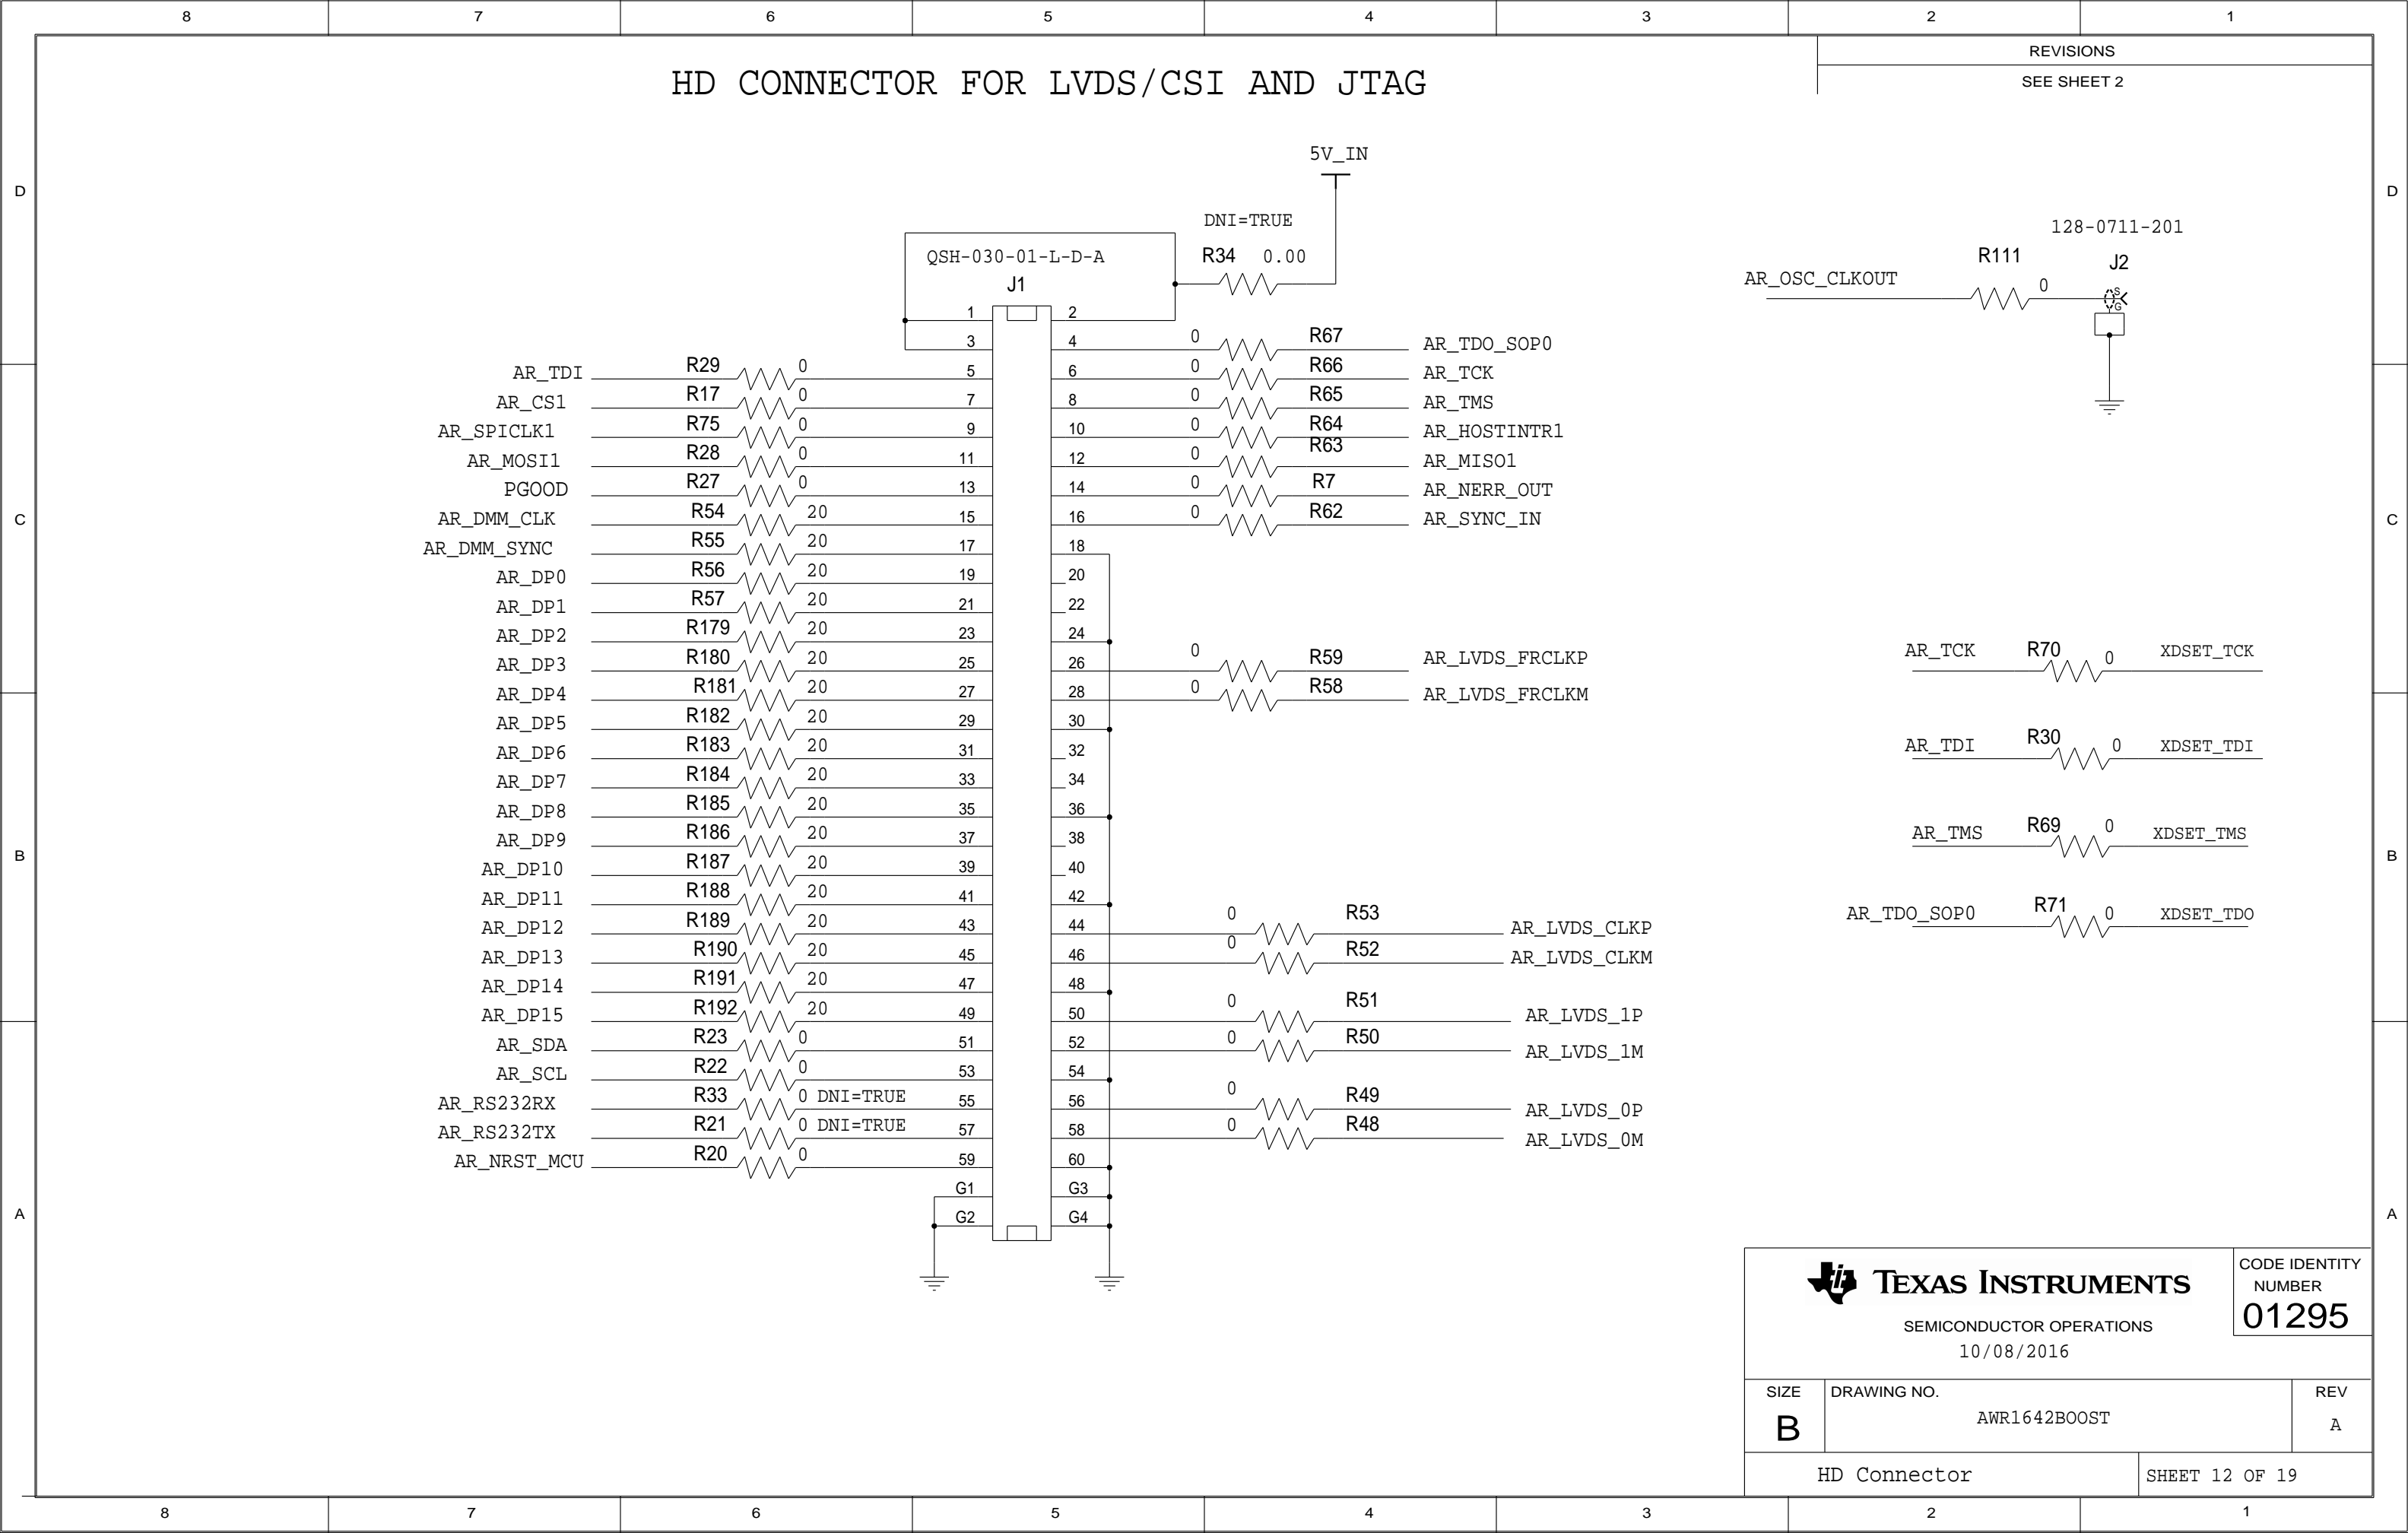 8 7 6 5 4 3 2 1
REVISIONS
SEE SHEET 2
HD CONNECTOR FOR LVDS/CSI AND JTAG
5V_IN
D D
DNI=TRUE
128-0711-201
QSH-030-01-L-D-A R34 0.00
R111 J2
J1
AR_OSC_CLKOUT 0 S G
1 2
3 4 0 R67 AR_TDO_SOP0
AR_TDI R29 0 5 6 0 R66 AR_TCK
AR_CS1 R17 0 7 8 0 R65 AR_TMS
AR_SPICLK1 R75 0 9 10 0 R64 AR_HOSTINTR1
AR_MOSI1 R28 0 11 12 0 R63 AR_MISO1
PGOOD R27 0 13 14 0 R7 AR_NERR_OUT
C C
AR_DMM_CLK R54 20 15 16 0 R62 AR_SYNC_IN
AR_DMM_SYNC R55 20 17 18
AR_DP0 R56 20 19 20
AR_DP1 R57 20 21 22
AR_DP2 R179 20 23 24
AR_DP3 R180 20 25 26 0 R59 AR_LVDS_FRCLKP
AR_TCK R70 0 XDSET_TCK
AR_DP4 R181 20 27 28 0 R58 AR_LVDS_FRCLKM
AR_DP5 R182 20 29 30
AR_DP6 R183 20 31 32
AR_TDI R30 0 XDSET_TDI
AR_DP7 R184 20 33 34
AR_DP8 R185 20 35 36
AR_DP9 R186 20 37 38
AR_TMS R69 0 XDSET_TMS
B B
AR_DP10 R187 20 39 40
AR_DP11 R188 20 41 42
AR_DP12 R189 20 43 44 0 R53 AR_LVDS_CLKP
AR_TDO_SOP0 R71 0 XDSET_TDO
AR_DP13 R190 20 45 46 0 R52 AR_LVDS_CLKM
AR_DP14 R191 20 47 48
AR_DP15 R192 20 49 50 0 R51 AR_LVDS_1P
AR_SDA R23 0 51 52 0 R50 AR_LVDS_1M
AR_SCL R22 0 53 54
AR_RS232RX R33 0 DNI=TRUE 55 56 0 R49 AR_LVDS_0P
AR_RS232TX R21 0 DNI=TRUE 57 58 0 R48 AR_LVDS_0M
AR_NRST_MCU R20 0 59 60
G1 G3
G2 G4
A A
TEXAS INSTRUMENTS
CODE IDENTITY
NUMBER
01295
SEMICONDUCTOR OPERATIONS
10/08/2016
SIZE DRAWING NO. REV
B AWR1642BOOST A
HD Connector SHEET 12 OF 19
8 7 6 5 4 3 2 1